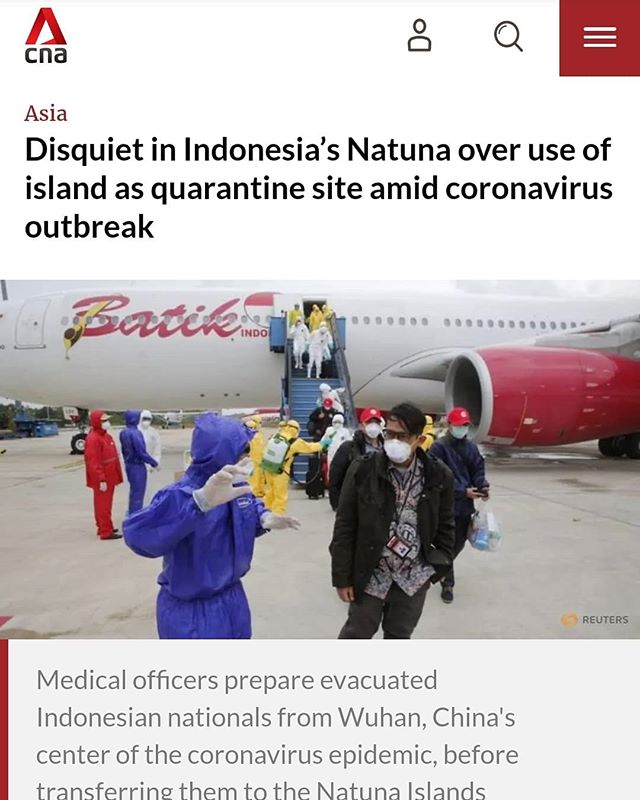 cna
Asia
Disquiet in Indonesia’s Natuna over use of
island as quarantine site amid coronavirus
outbreak
Batik
INDO
REUTERS
Medical officers prepare evacuated
Indonesian nationals from Wuhan, China's
center of the coronavirus epidemic, before
transferring them to the Natuna Islands